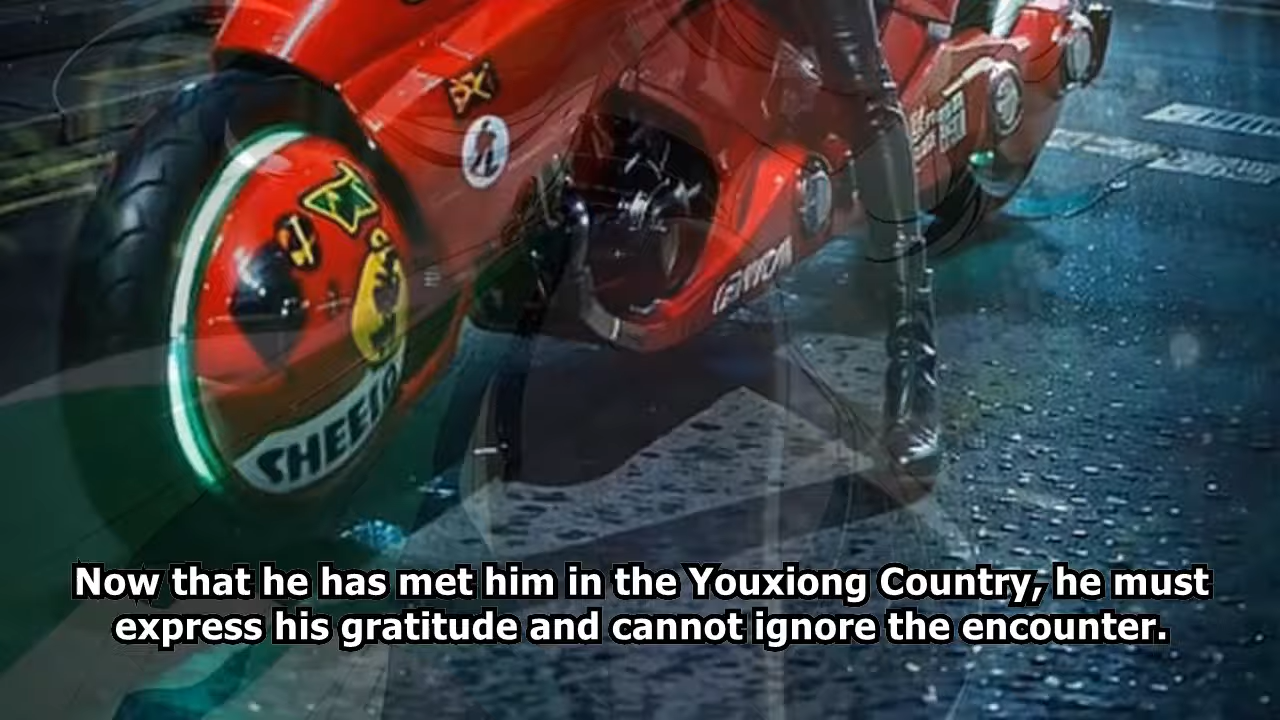 SHEEIO
Now that he has met him in the Youxiong Country, he must
express his gratitude and cannot ignore the encounter.